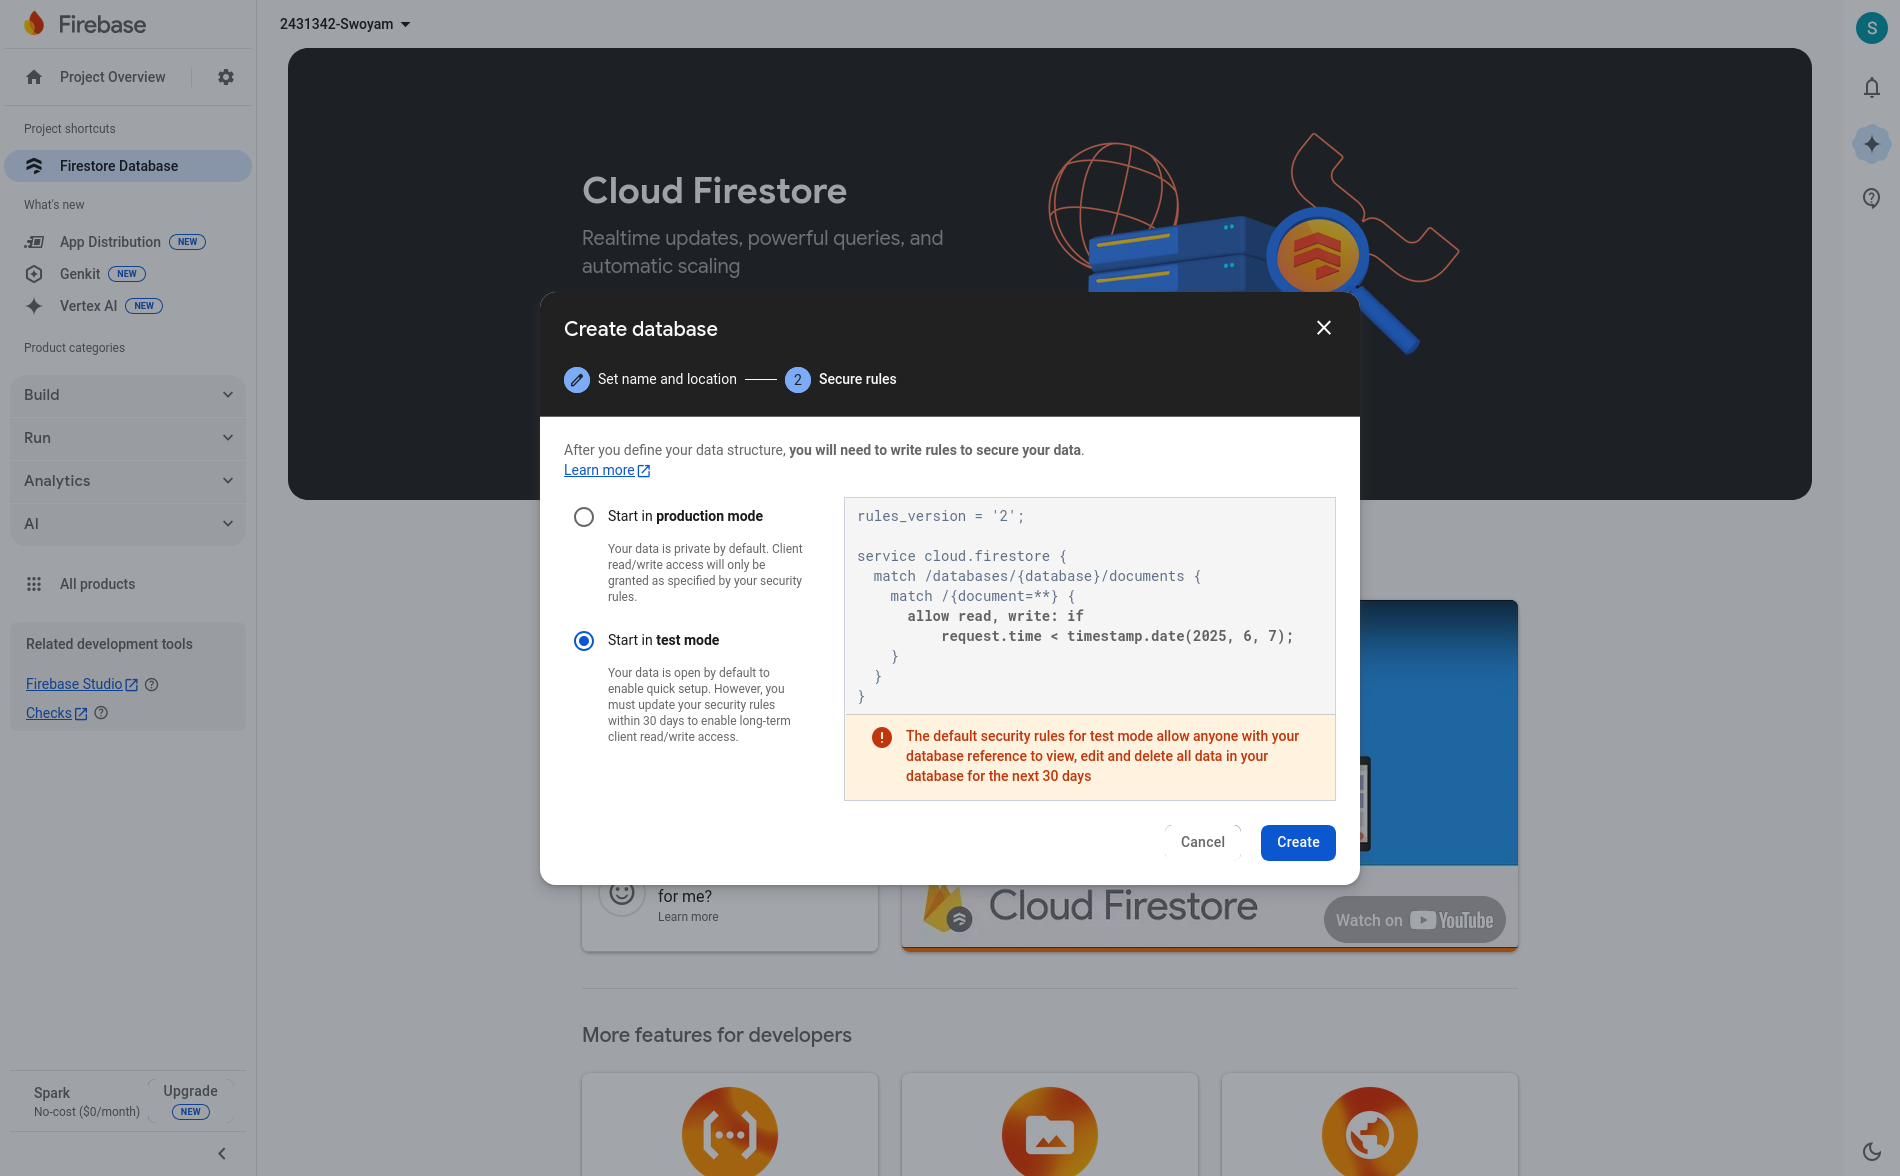 Firebase
2431342-Swoyam
S
Project Overview
Project shortcuts
Firestore Database
What's new
App Distribution NEW
Genkit NEW
Vertex AI NEW
Product categories
Build
Run
Analytics
AI
All products
Related development tools
Firebase Studio
Checks
Spark
No-cost ($0/month)
Upgrade
NEW
Cloud Firestore
Realtime updates, powerful queries, and
automatic scaling
Create database
Set name and location
2 Secure rules
After you define your data structure, you will need to write rules to secure your data.
Learn more
Start in production mode
Your data is private by default. Client
read/write access will only be
granted as specified by your security
rules.
Start in test mode
Your data is open by default to
enable quick setup. However, you
must update your security rules
within 30 days to enable long-term
client read/write access.
rules_version = '2';
service cloud.firestore {
match /databases/{database}/documents {
match /{document=**} {
allow read, write: if
request.time < timestamp.date(2025, 6, 7);
}
}
}
The default security rules for test mode allow anyone with your
database reference to view, edit and delete all data in your
database for the next 30 days
Cancel
Create
for me?
Learn more
Cloud Firestore
Watch on YouTube
More features for developers